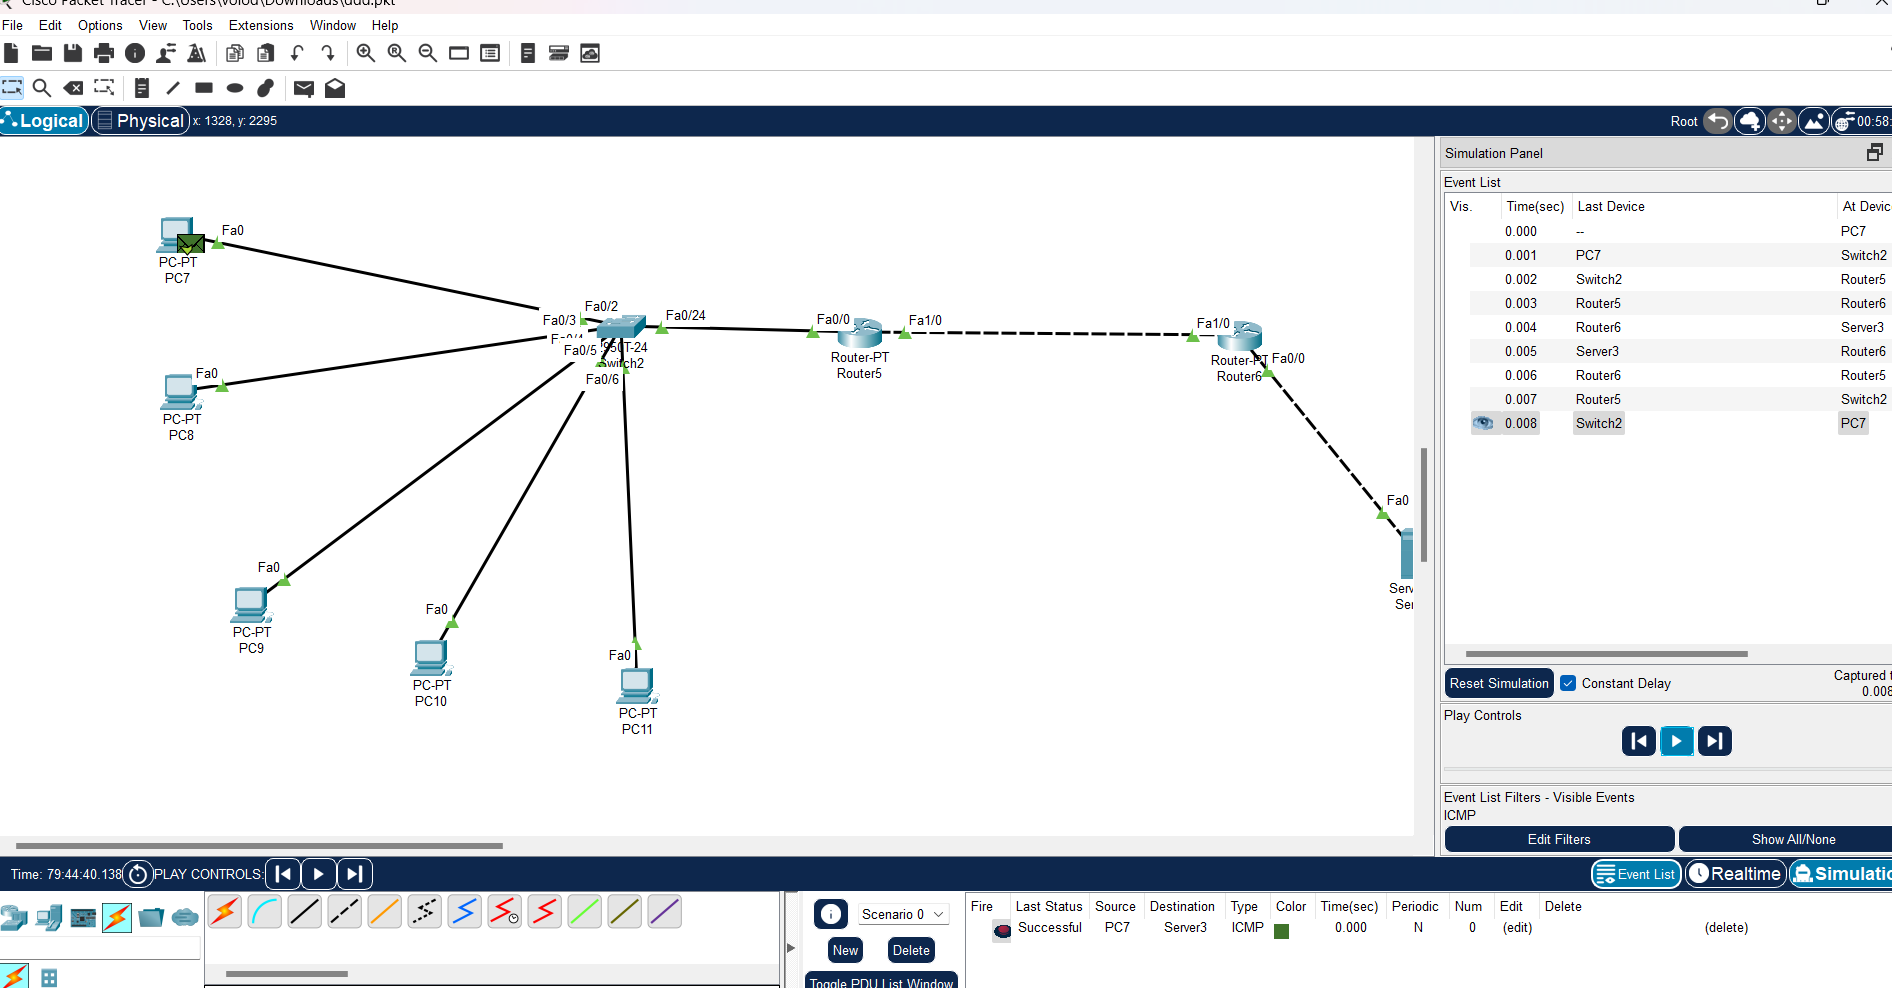 Cisco Packet Tracer - C:\Users\volod\Downloads\ddd.pkt
File Edit Options View Tools Extensions Window Help
Logical Physical x: 1328, y: 2295 Root 00:58:
Simulation Panel
Event List
Vis. Time(sec) Last Device At Devic
0.000 -- PC7
0.001 PC7 Switch2
0.002 Switch2 Router5
0.003 Router5 Router6
0.004 Router6 Server3
0.005 Server3 Router6
0.006 Router6 Router5
0.007 Router5 Switch2
0.008 Switch2 PC7
Fa0
PC-PT
PC7
Fa0/2
Fa0/3
Fa0/24
Fa0/5
950T-24
Switch2
Fa0/6
Fa0/0
Fa1/0
Router-PT
Router5
Fa1/0
Router-PT
Router6
Fa0/0
Fa0
PC-PT
PC8
Fa0
Serv
Ser
Fa0
PC-PT
PC9
Fa0
PC-PT
PC10
Fa0
PC-PT
PC11
Reset Simulation Constant Delay Captured t
0.008
Play Controls
Event List Filters - Visible Events
ICMP
Edit Filters Show All/None
Time: 79:44:40.138 PLAY CONTROLS: Event List Realtime Simulatio
Scenario 0
New Delete
Toggle PDU List Window
Fire Last Status Source Destination Type Color Time(sec) Periodic Num Edit Delete
Successful PC7 Server3 ICMP 0.000 N 0 (edit) (delete)